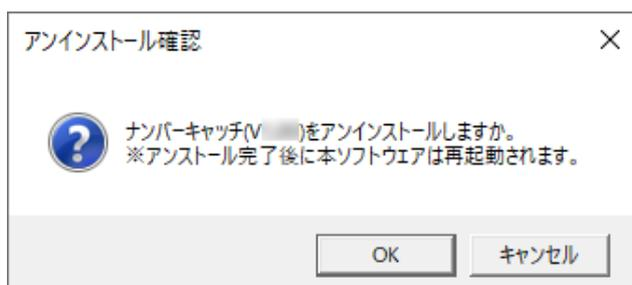 アンインストール確認
ナンバーキャッチ(V )をアンインストールしますか。
※アンストール完了後に本ソフトウェアは再起動されます。
OK
キャンセル